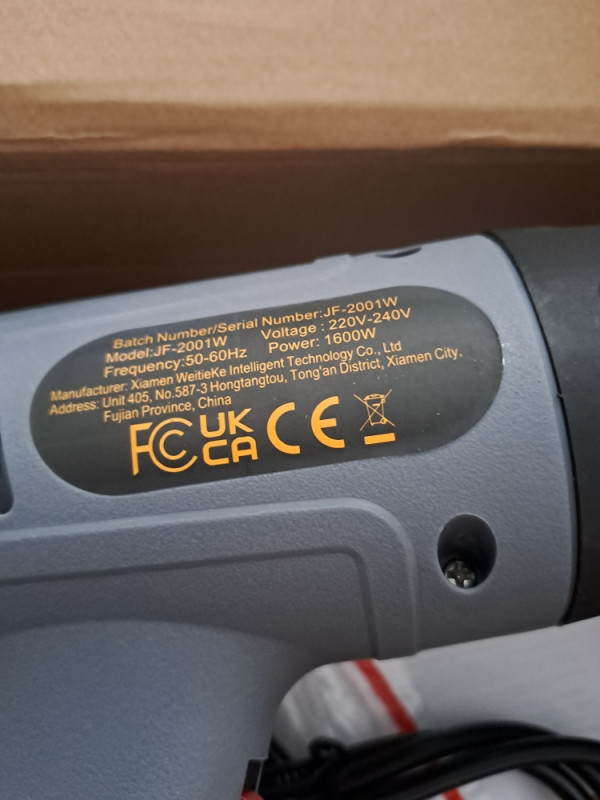 Batch Number/Serial Number:JF-2001W
Model:JF-2001W Voltage : 220V-240V
Frequency:50-60Hz Power: 1600W
Manufacturer: Xiamen WeitieKe Intelligent Technology Co., Ltd
Address: Unit 405, No.587-3 Hongtangtou, Tong'an District, Xiamen City,
Fujian Province, China
FC UK CA CE